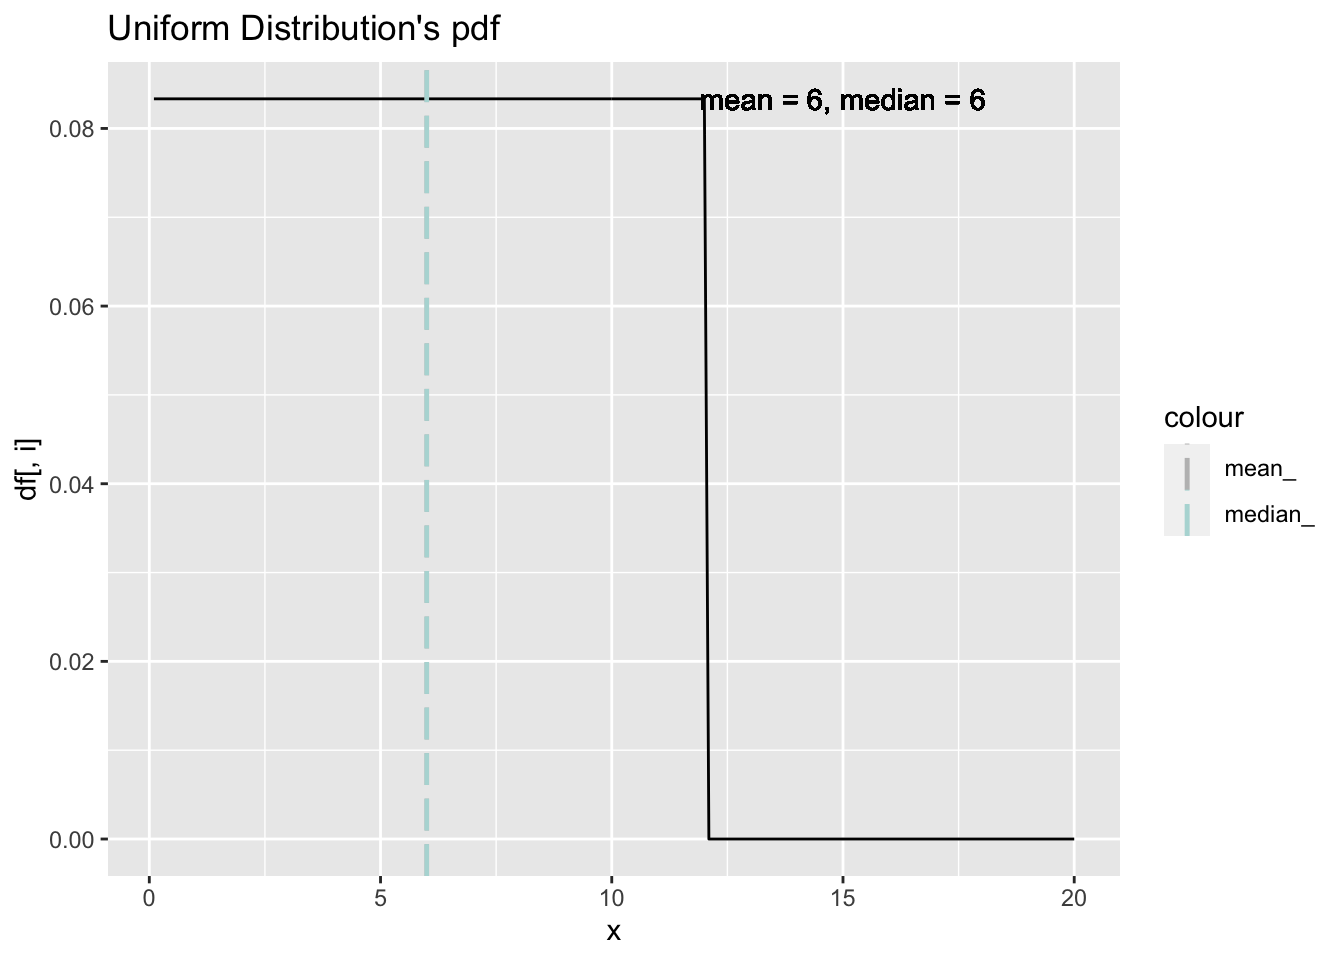 Uniform Distribution's pdf
mean = 6, median = 6
0.08
0.06
0.04
0.02
0.00
df[, i]
0 5 10 15 20
x
colour
mean_
median_